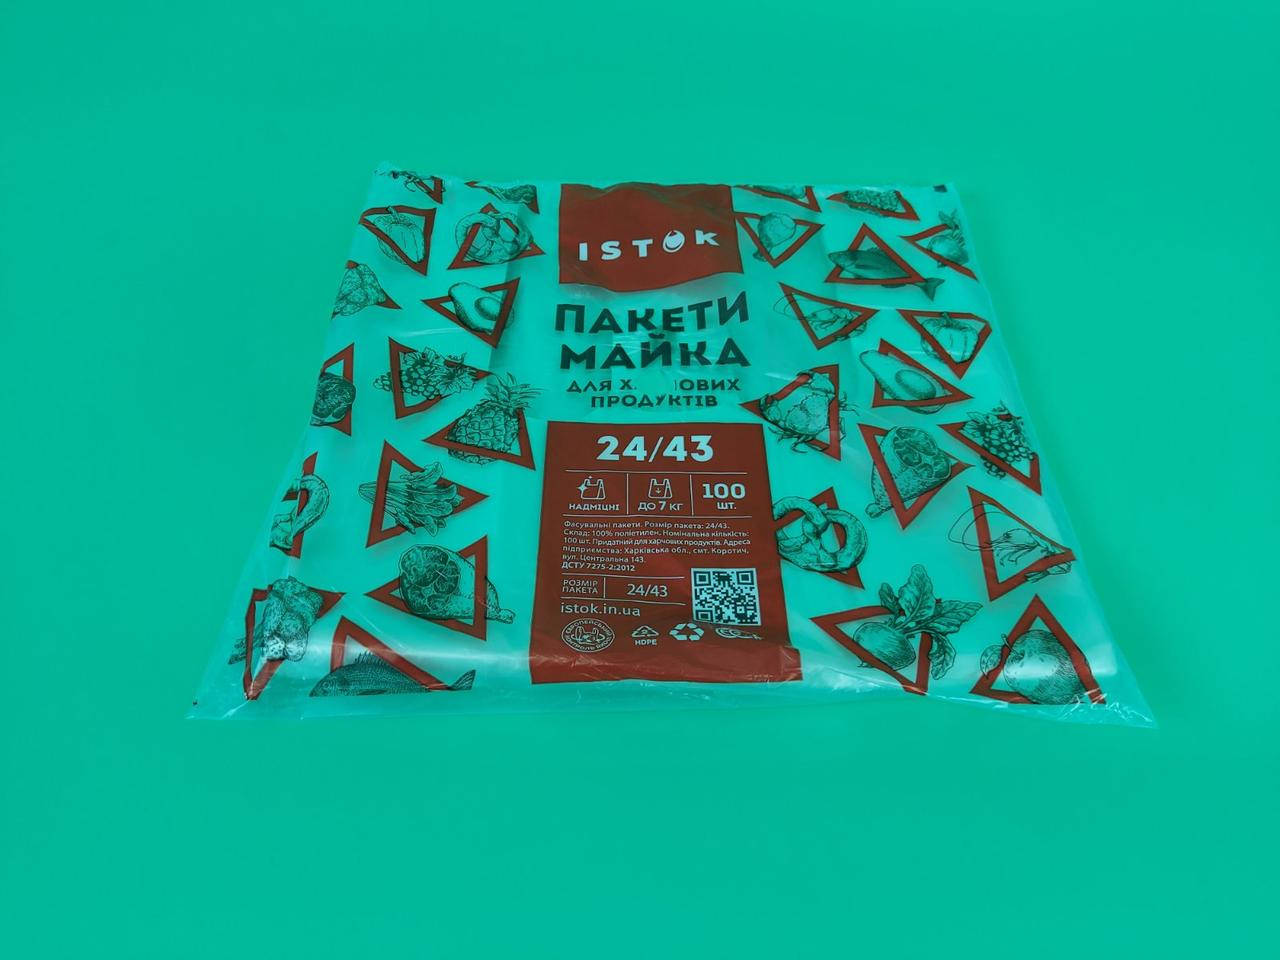 ISTOK
ПАКЕТИ
МАЙКА
ДЛЯ
ПРОДУКТІВ
24/43
НАДМІЦНІ
ДО 7 КГ
100
ШТ.
Фасувальні пакети. Розмір пакета: 24/43.
Склад: 100% поліетилен. Номінальна кількість:
100 шт. Придатний для харчових продуктів. Адреса
підприємства: Харківська обл., смт. Коротич,
вул. Центральна 143.
ДСТУ 7275-2:2012
РОЗМІР
ПАКЕТА
24/43
istok.in.ua
HDPE